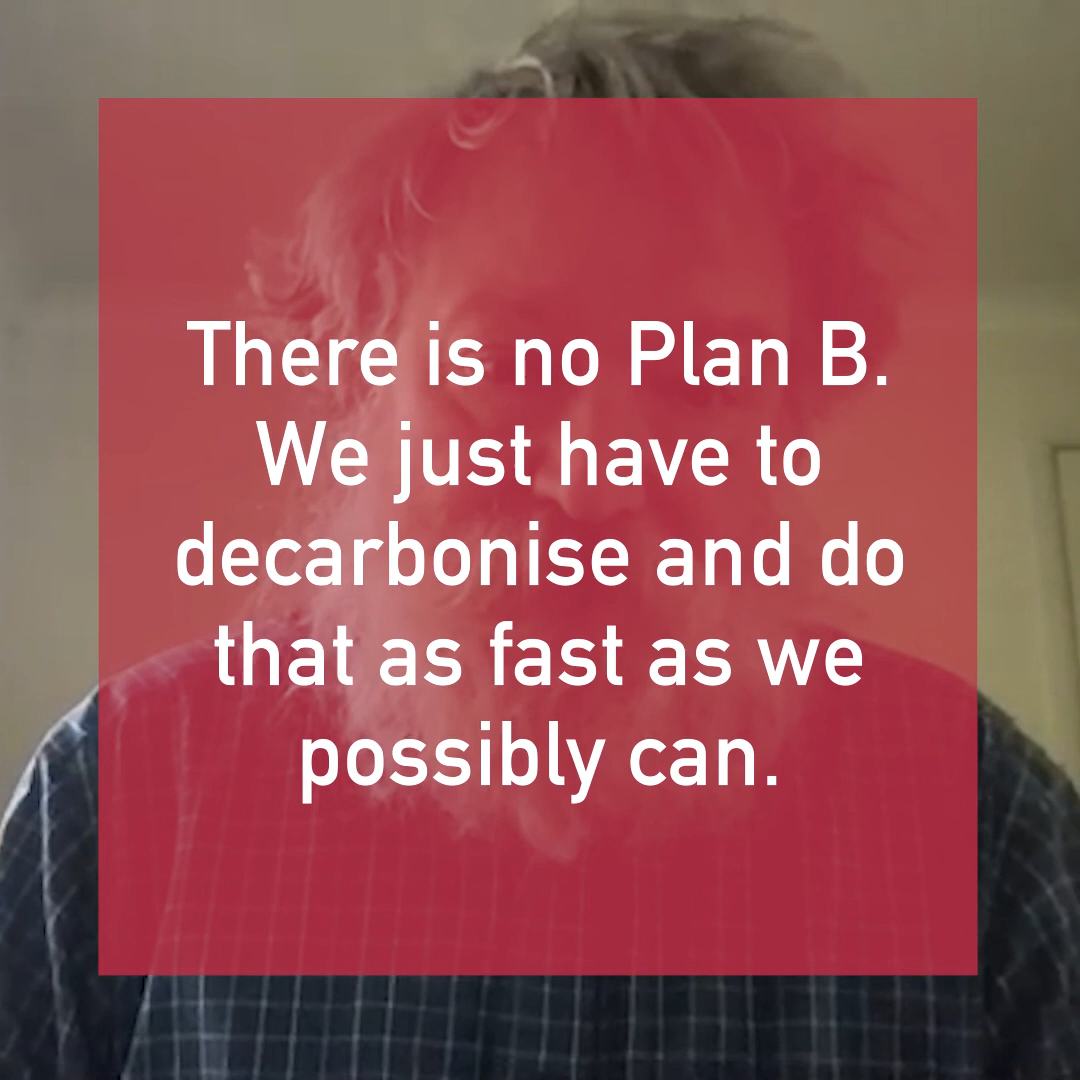 There is no Plan B.
We just have to
decarbonise and do
that as fast as we
possibly can.